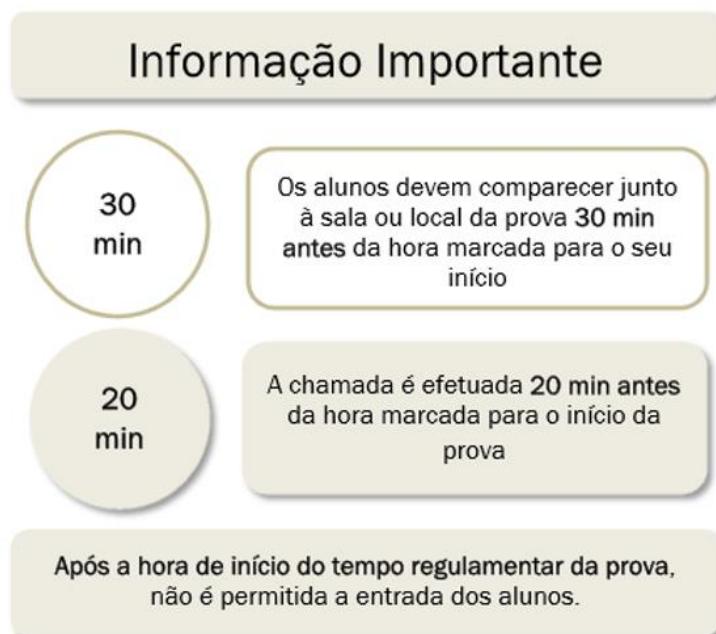 Informação Importante
30
min
Os alunos devem comparecer junto
à sala ou local da prova 30 min
antes da hora marcada para o seu
início
20
min
A chamada é efetuada 20 min antes
da hora marcada para o início da
prova
Após a hora de início do tempo regulamentar da prova,
não é permitida a entrada dos alunos.